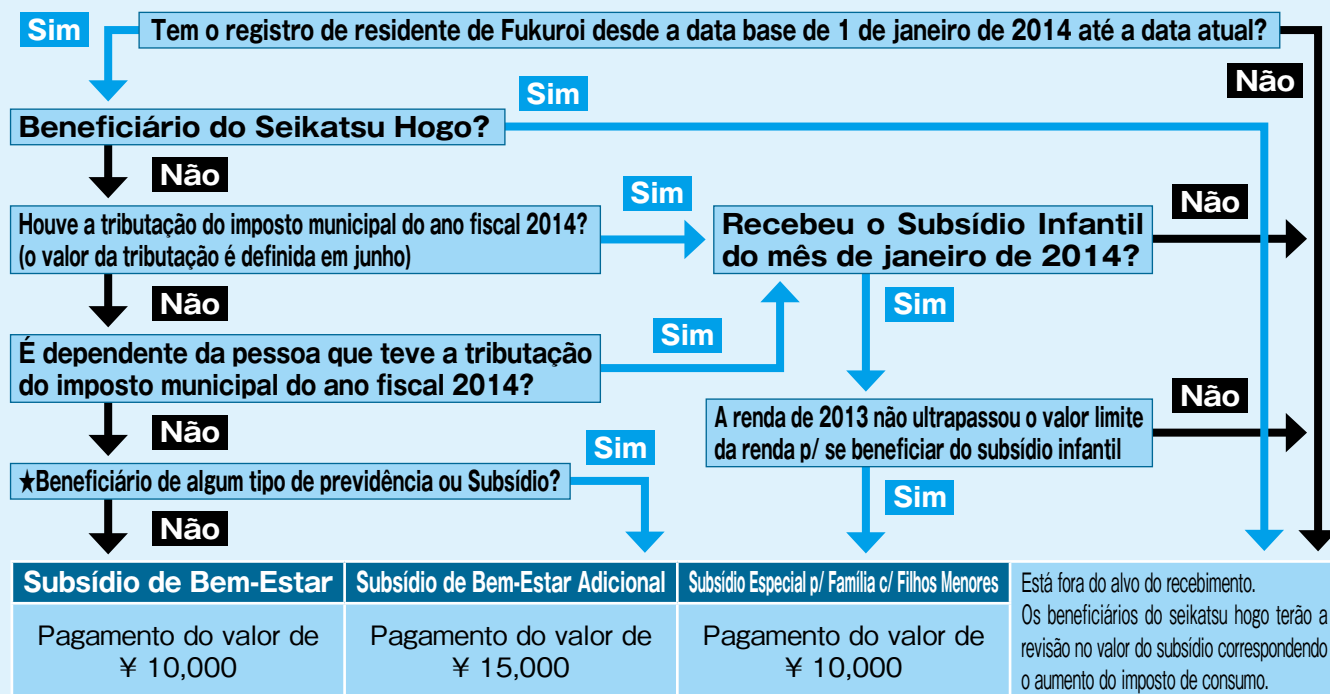 Sim
Tem o registro de residente de Fukuroi desde a data base de 1 de janeiro de 2014 até a data atual?
Não
Sim
Beneficiário do Seikatsu Hogo?
Não
Houve a tributação do imposto municipal do ano fiscal 2014?
(o valor da tributação é definida em junho)
Sim
Recebeu o Subsídio Infantil
do mês de janeiro de 2014?
Não
Não
Sim
Sim
É dependente da pessoa que teve a tributação
do imposto municipal do ano fiscal 2014?
Não
A renda de 2013 não ultrapassou o valor limite
da renda p/ se beneficiar do subsídio infantil
Não
Sim
★Beneficiário de algum tipo de previdência ou Subsídio?
Sim
Não
Subsídio de Bem-Estar
Pagamento do valor de
¥ 10,000
Subsídio de Bem-Estar Adicional
Pagamento do valor de
¥ 15,000
Subsídio Especial p/ Família c/ Filhos Menores
Pagamento do valor de
¥ 10,000
Está fora do alvo do recebimento.
Os beneficiários do seikatsu hogo terão a
revisão no valor do subsídio correspondendo
o aumento do imposto de consumo.